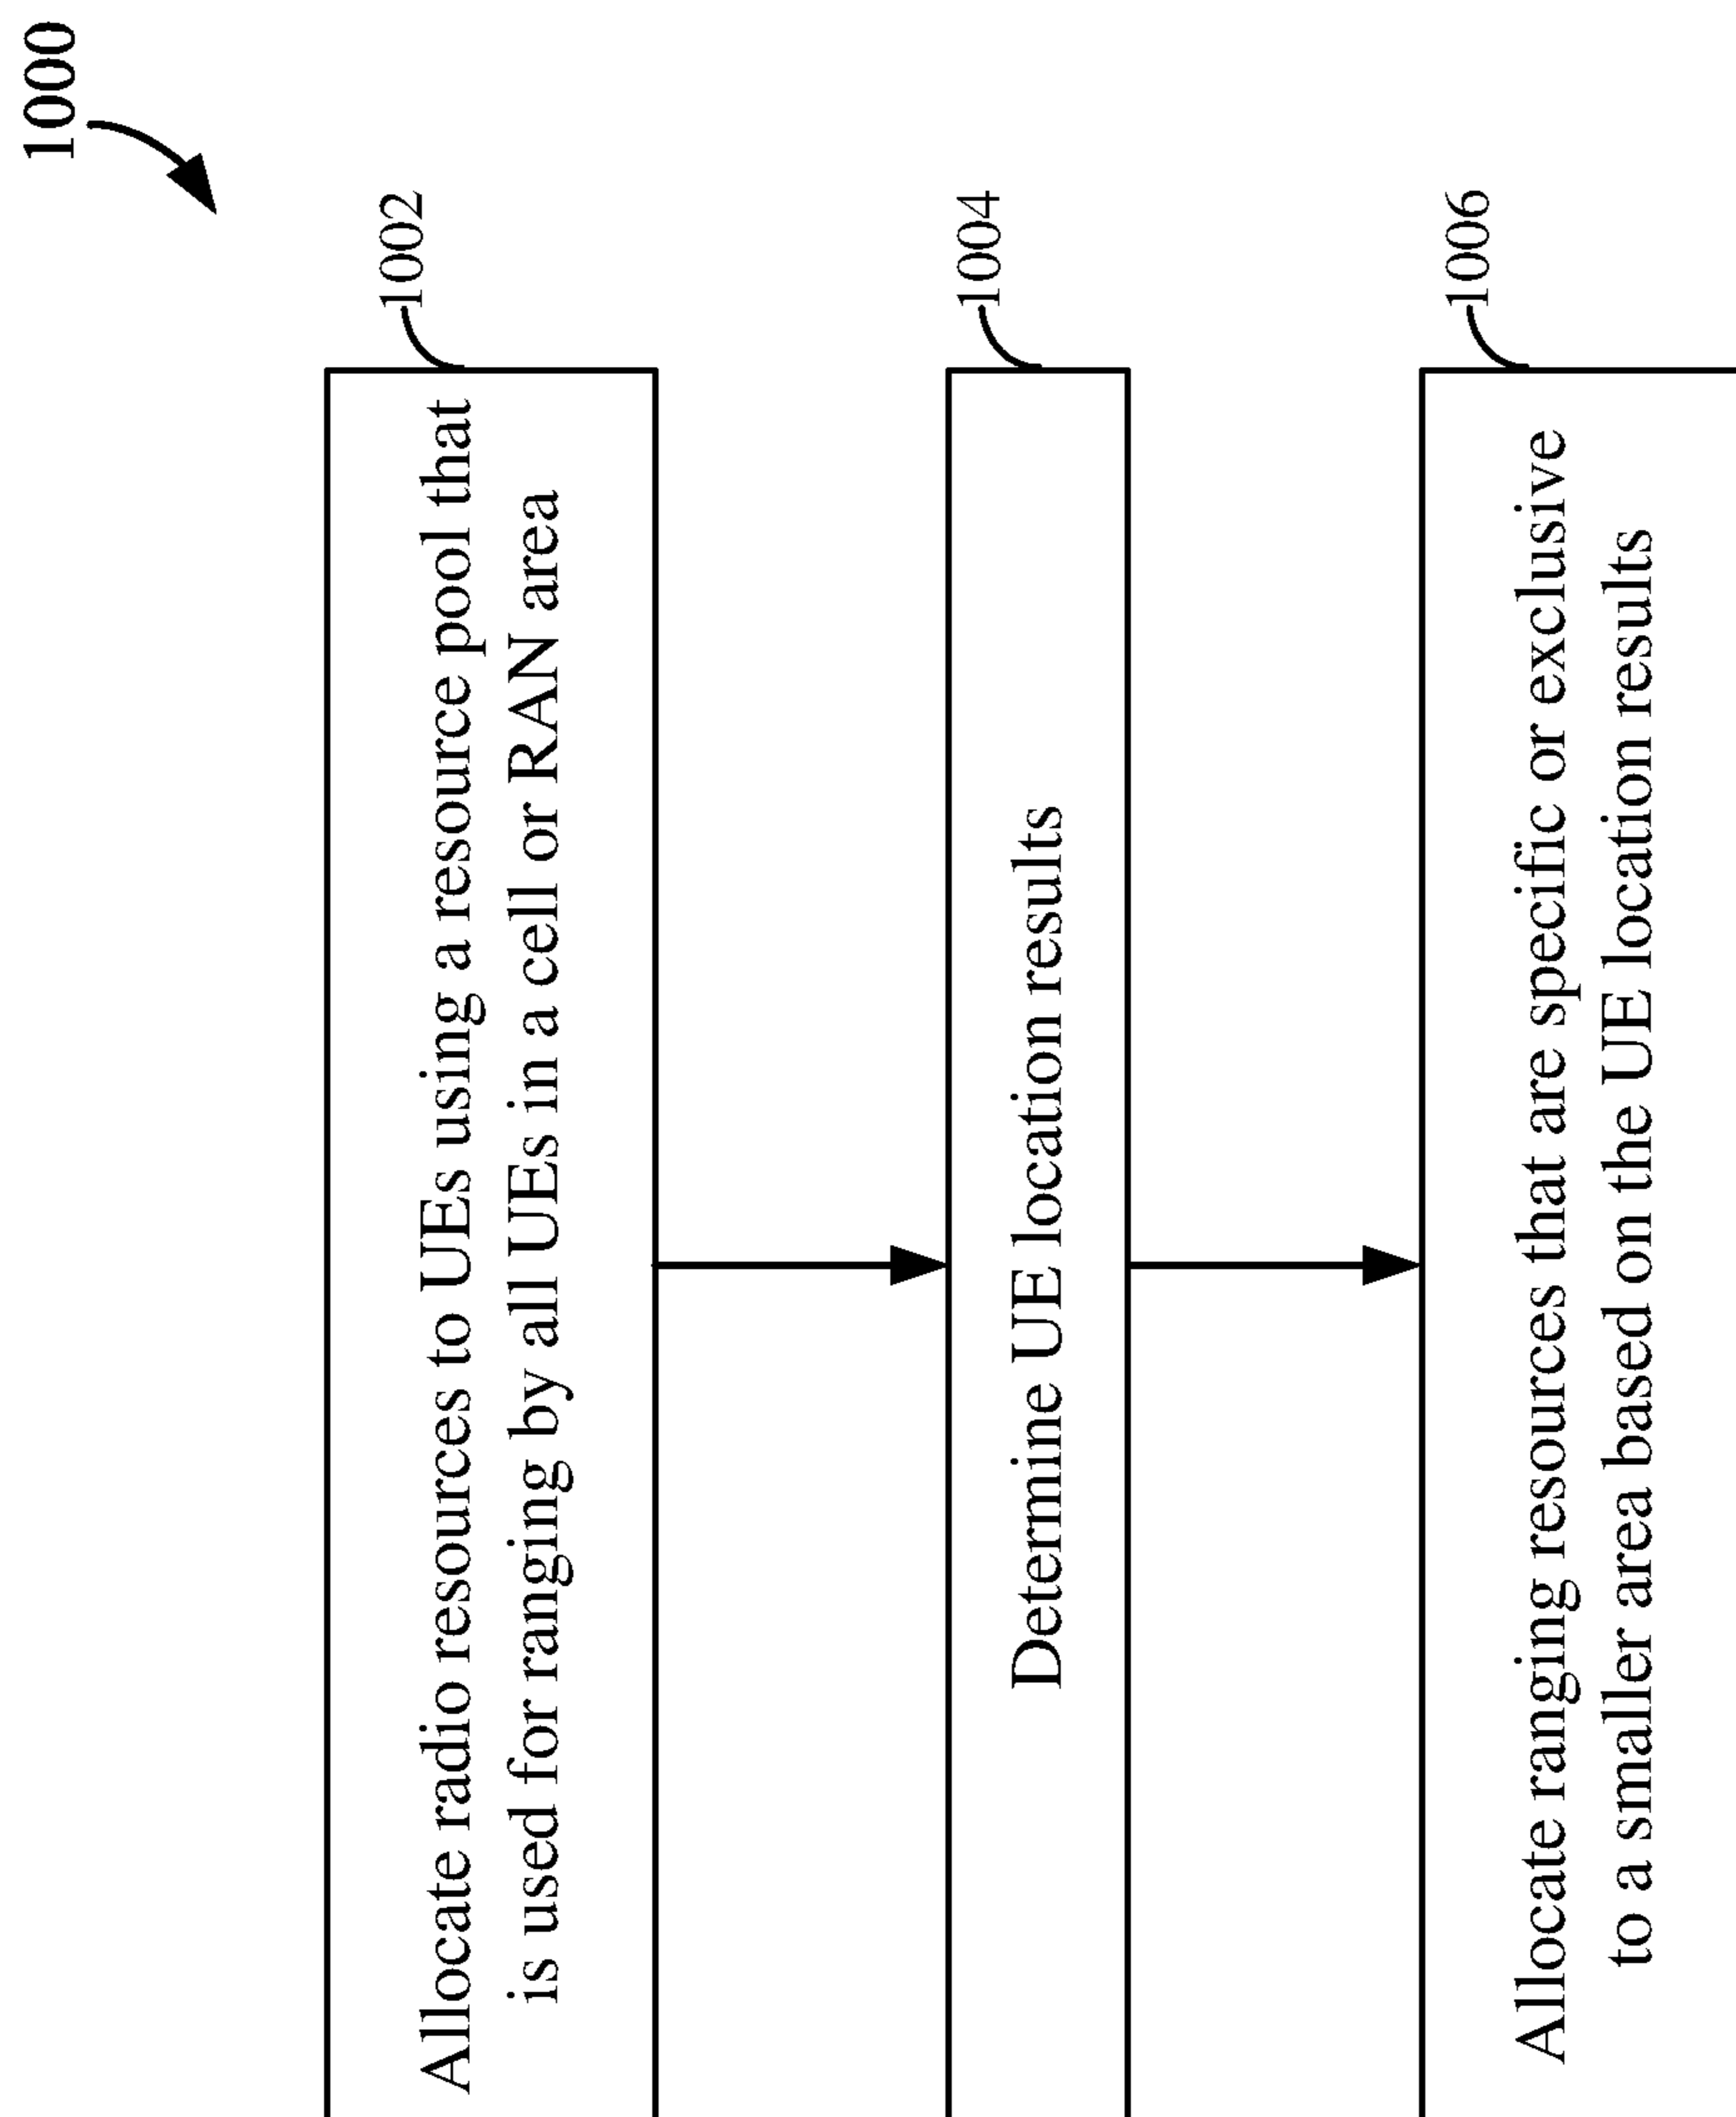 1000
1002
Allocate radio resources to UEs using a resource pool that
is used for ranging by all UEs in a cell or RAN area
1004
Determine UE location results
1006
Allocate ranging resources that are specific or exclusive
to a smaller area based on the UE location results